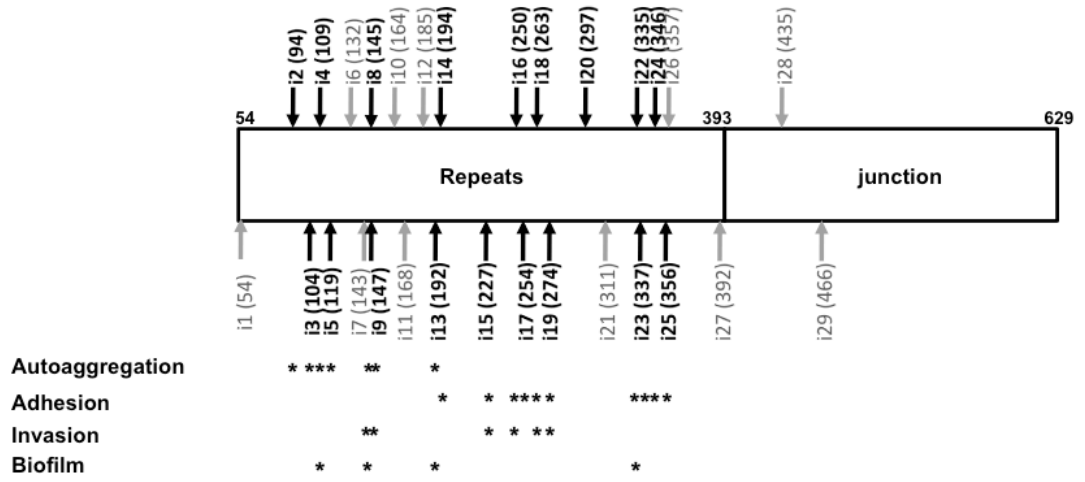 i2 (94)
i4 (109)
i6 (132)
i8 (145)
i10 (164)
i12 (185)
i14 (194)
i16 (250)
i18 (263)
I20 (297)
i22 (335)
i24 (346)
i26 (357)
i28 (435)
54
393
629
Repeats
junction
i1 (54)
i3 (104)
i5 (119)
i7 (143)
i9 (147)
i11 (168)
i13 (192)
i15 (227)
i17 (254)
i19 (274)
i21 (311)
i23 (337)
i25 (356)
i27 (392)
i29 (466)
Autoaggregation * *** ** *
Adhesion * * **** ****
Invasion ** * * **
Biofilm * * * *